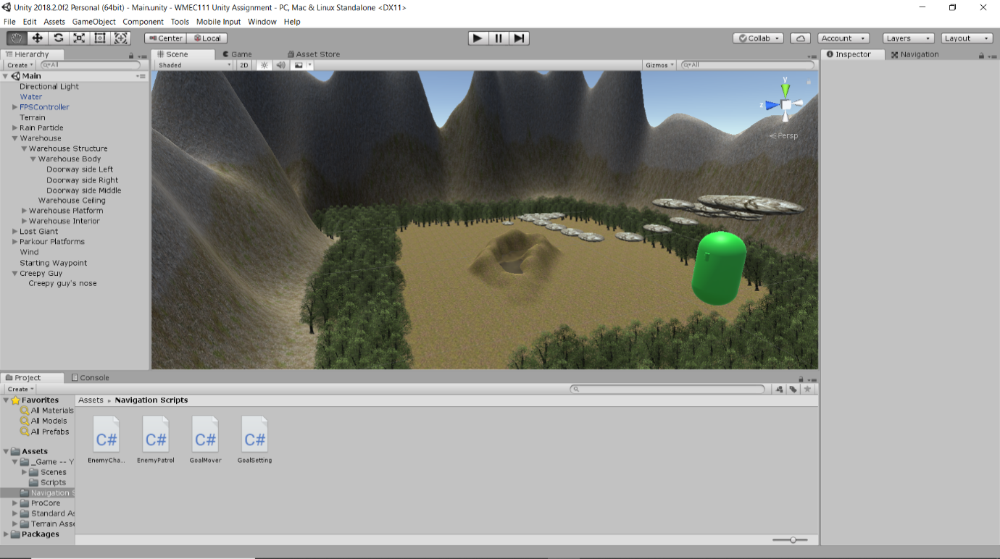 Unity 2018.2.0f2 Personal (64bit) - Main.unity - WMEC111 Unity Assignment - PC, Mac & Linux Standalone <DX11>
File Edit Assets GameObject Component Tools Mobile Input Window Help
Center Local Collab Account Layers Layout
Hierarchy
Create All
Main
Directional Light
Water
FPSController
Terrain
Rain Partide
Warehouse
Warehouse Structure
Warehouse Body
Doorway side Left
Doorway side Right
Doorway side Middle
Warehouse Ceiling
Warehouse Platform
Warehouse Interior
Lost Giant
Parkour Platforms
Wind
Starting Waypoint
Creepy Guy
Creepy guy's nose
Scene Game Asset Store
Shaded 2D Gizmos All
y
z
Persp
Inspector Navigation
Project Console
Create
Favorites
All Materials
All Models
All Prefabs
Assets
_Game -- Y
Scenes
Scripts
Navigation S
ProCore
Standard As
Terrain Asse
Packages
Assets Navigation Scripts
C# C# C# C#
EnemyCha... EnemyPatrol GoalMover GoalSetting